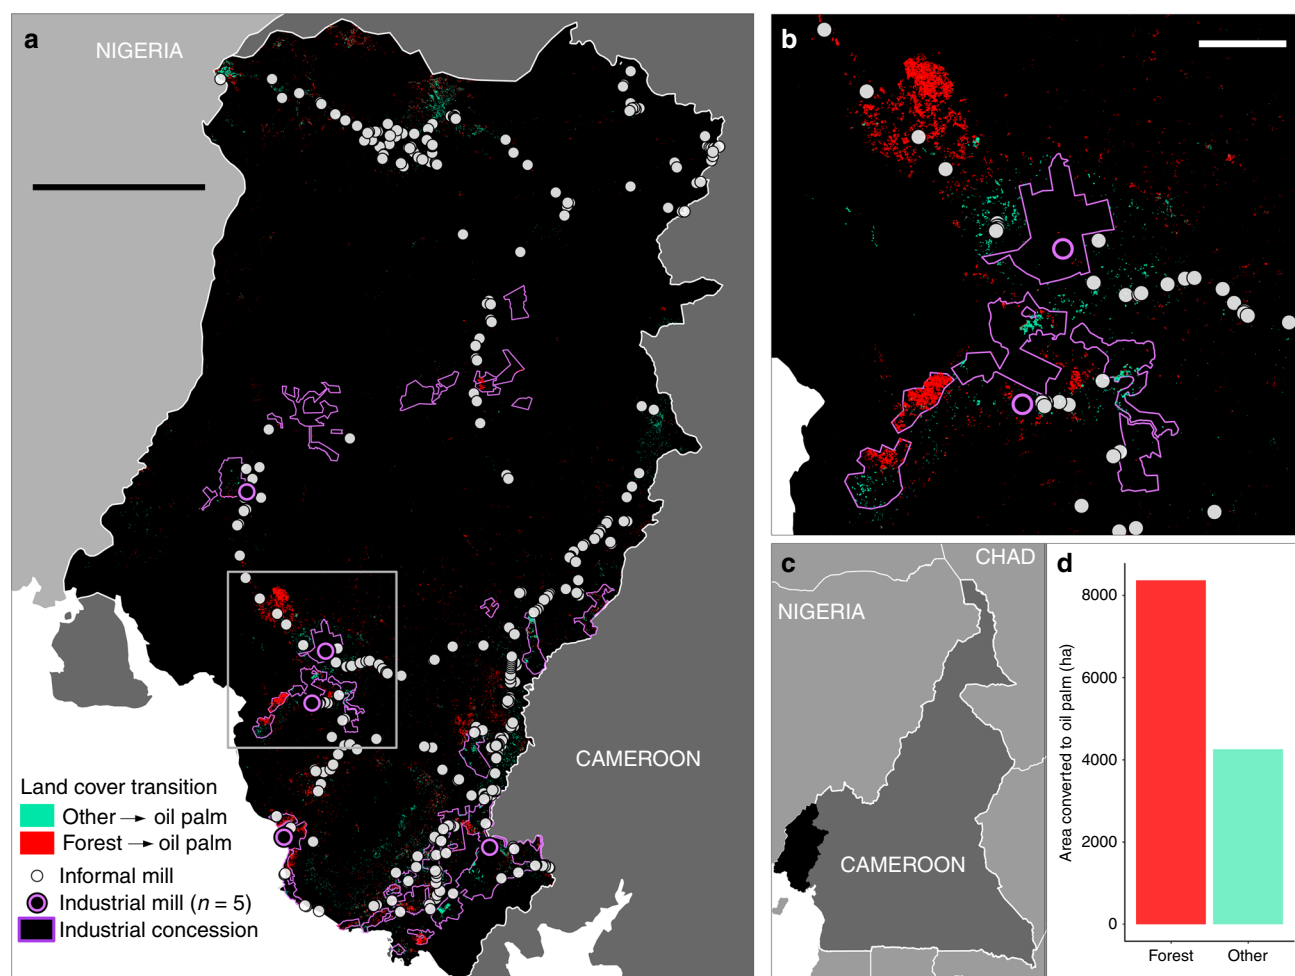 a
NIGERIA
CAMEROON
Land cover transition
Other → oil palm
Forest → oil palm
Informal mill
Industrial mill (n = 5)
Industrial concession
b
c
CHAD
NIGERIA
CAMEROON
d
Area converted to oil palm (ha)
8000
6000
4000
2000
0
Forest Other